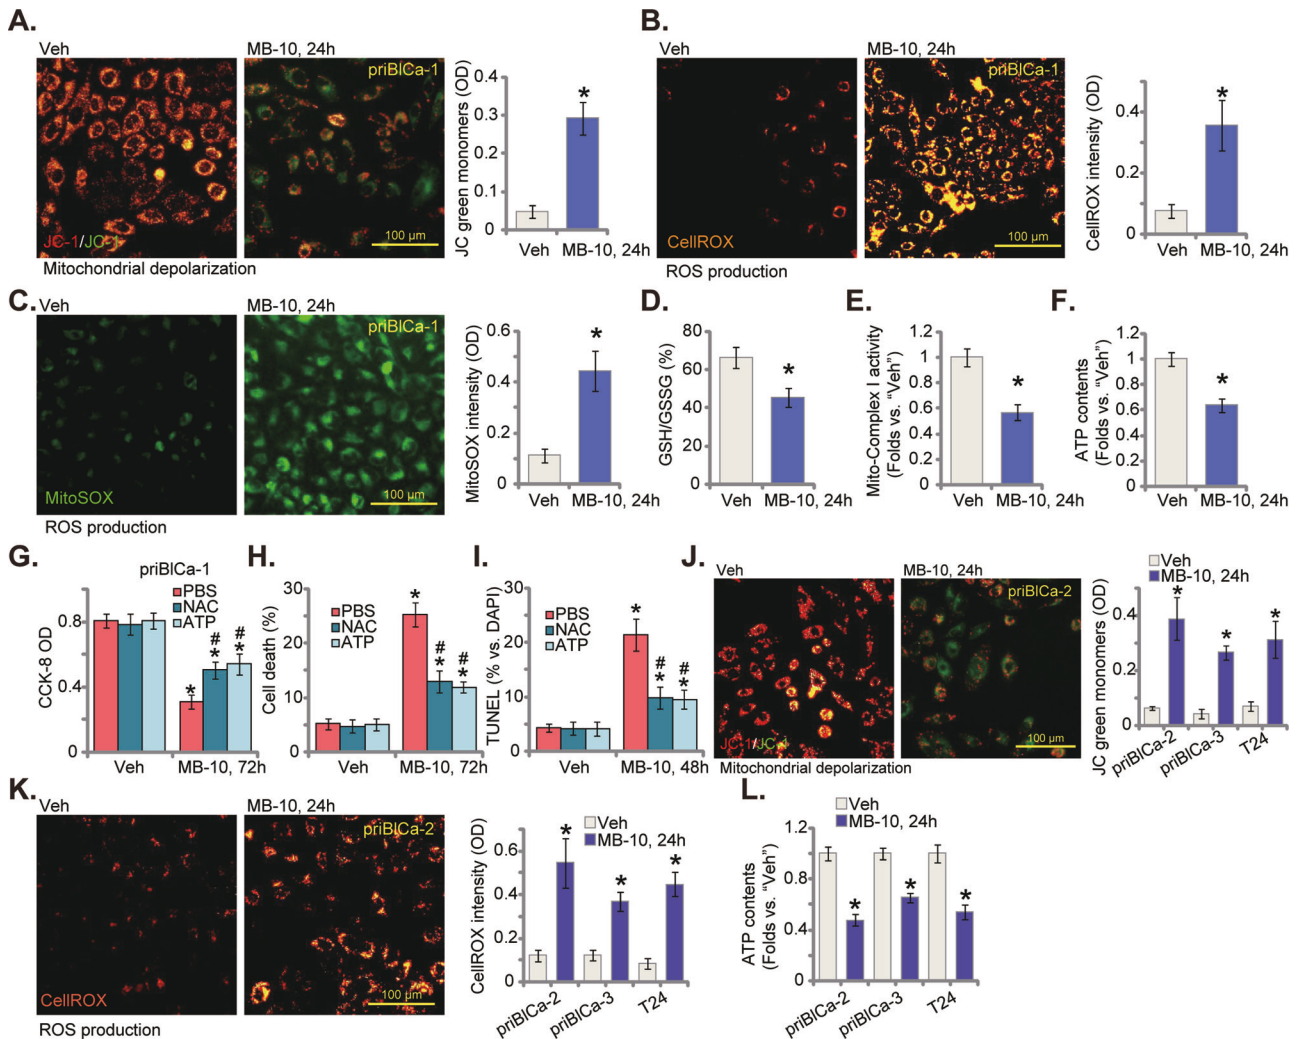 A.
Veh
MB-10, 24h
priBlCa-1
JC-1/JC-1
100 µm
Mitochondrial depolarization
JC green monomers (OD)
0.4
0.3
0.2
0.1
0
*
Veh MB-10, 24h
B.
Veh
MB-10, 24h
priBlCa-1
CellROX
100 µm
ROS production
CellROX intensity (OD)
0.4
0.2
0
*
Veh MB-10, 24h
C.
Veh
MB-10, 24h
priBlCa-1
MitoSOX
100 µm
ROS production
MitoSOX intensity (OD)
0.6
0.4
0.2
0
*
Veh MB-10, 24h
D.
GSH/GSSG (%)
80
60
40
20
0
*
Veh MB-10, 24h
E.
Mito-Complex I activity
(Folds vs. “Veh”)
1.2
1
0.8
0.6
0.4
0.2
0
*
Veh MB-10, 24h
F.
ATP contents
(Folds vs. “Veh”)
1.2
1
0.8
0.6
0.4
0.2
0
*
Veh MB-10, 24h
G.
priBlCa-1
PBS
NAC
ATP
CCK-8 OD
0.8
0.4
0
*
# #
* *
Veh MB-10, 72h
H.
PBS
NAC
ATP
Cell death (%)
30
25
20
15
10
5
0
*
# #
* *
Veh MB-10, 72h
I.
PBS
NAC
ATP
TUNEL (% vs. DAPI)
30
25
20
15
10
5
0
*
# #
* *
Veh MB-10, 48h
J.
Veh
MB-10, 24h
priBlCa-2
JC-1/JC-1
100 µm
Mitochondrial depolarization
Veh
MB-10, 24h
JC green monomers (OD)
0.4
0.2
0
* * *
priBlCa-2
priBlCa-3
T24
K.
Veh
MB-10, 24h
priBlCa-2
CellROX
100 µm
ROS production
Veh
MB-10, 24h
CellROX intensity (OD)
0.6
0.4
0.2
0
* * *
priBlCa-2
priBlCa-3
T24
L.
Veh
MB-10, 24h
ATP contents
(Folds vs. “Veh”)
1.2
0.8
0.4
0
* * *
priBlCa-2
priBlCa-3
T24